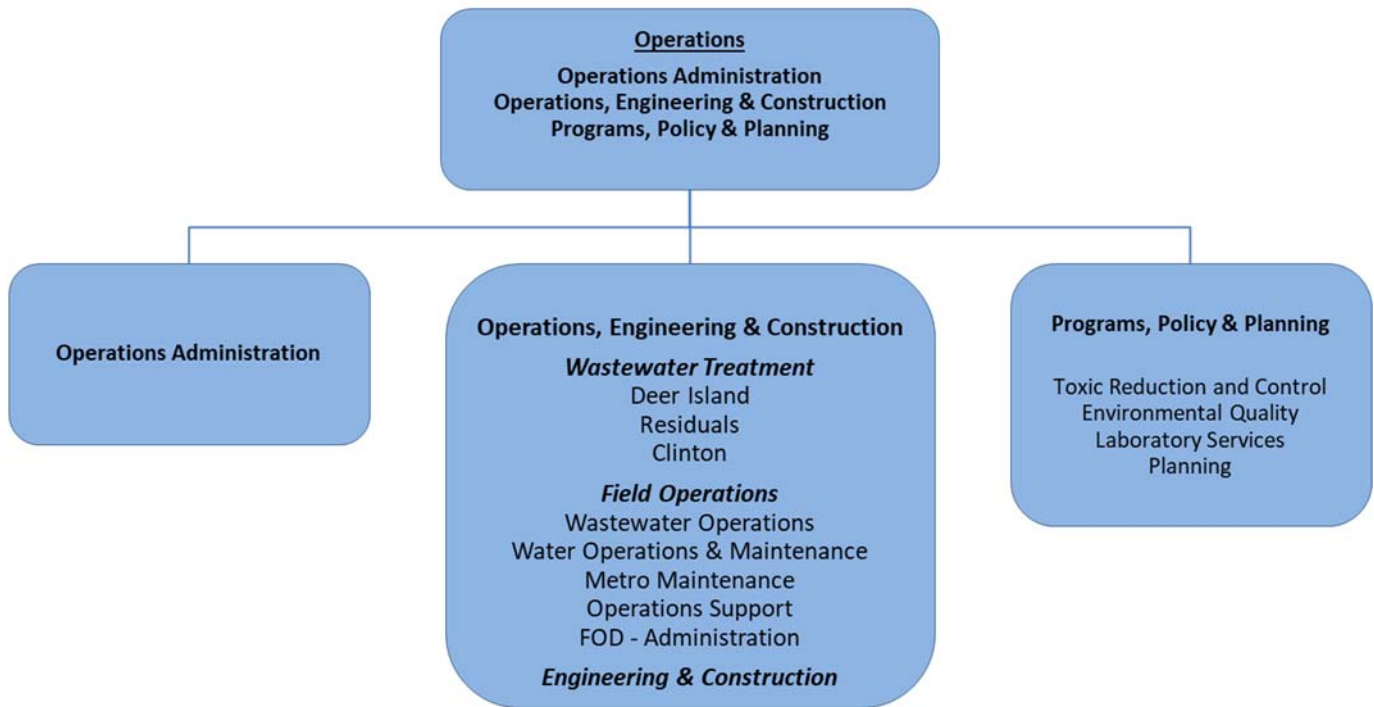 Operations
Operations Administration
Operations, Engineering & Construction
Programs, Policy & Planning
Operations Administration
Operations, Engineering & Construction
Wastewater Treatment
Deer Island
Residuals
Clinton
Field Operations
Wastewater Operations
Water Operations & Maintenance
Metro Maintenance
Operations Support
FOD - Administration
Engineering & Construction
Programs, Policy & Planning
Toxic Reduction and Control
Environmental Quality
Laboratory Services
Planning